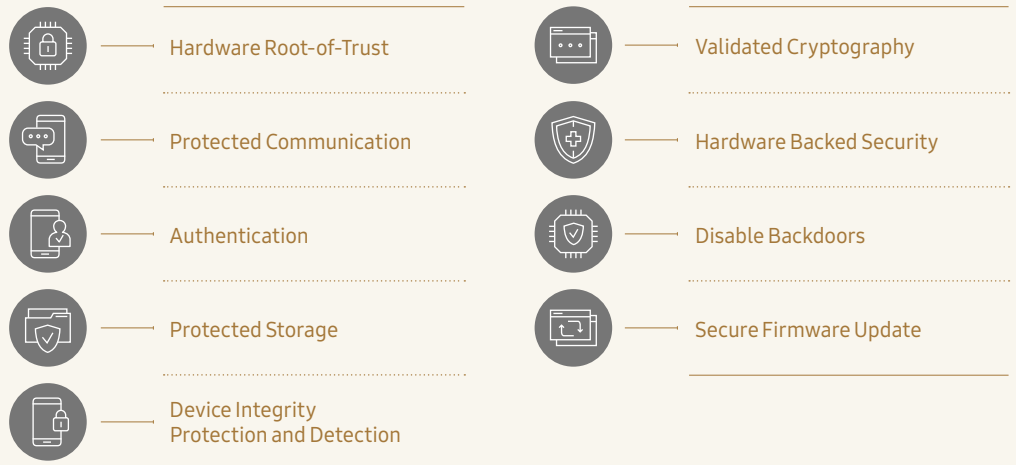 Hardware Root-of-Trust
Protected Communication
Authentication
Protected Storage
Device Integrity
Protection and Detection
Validated Cryptography
Hardware Backed Security
Disable Backdoors
Secure Firmware Update